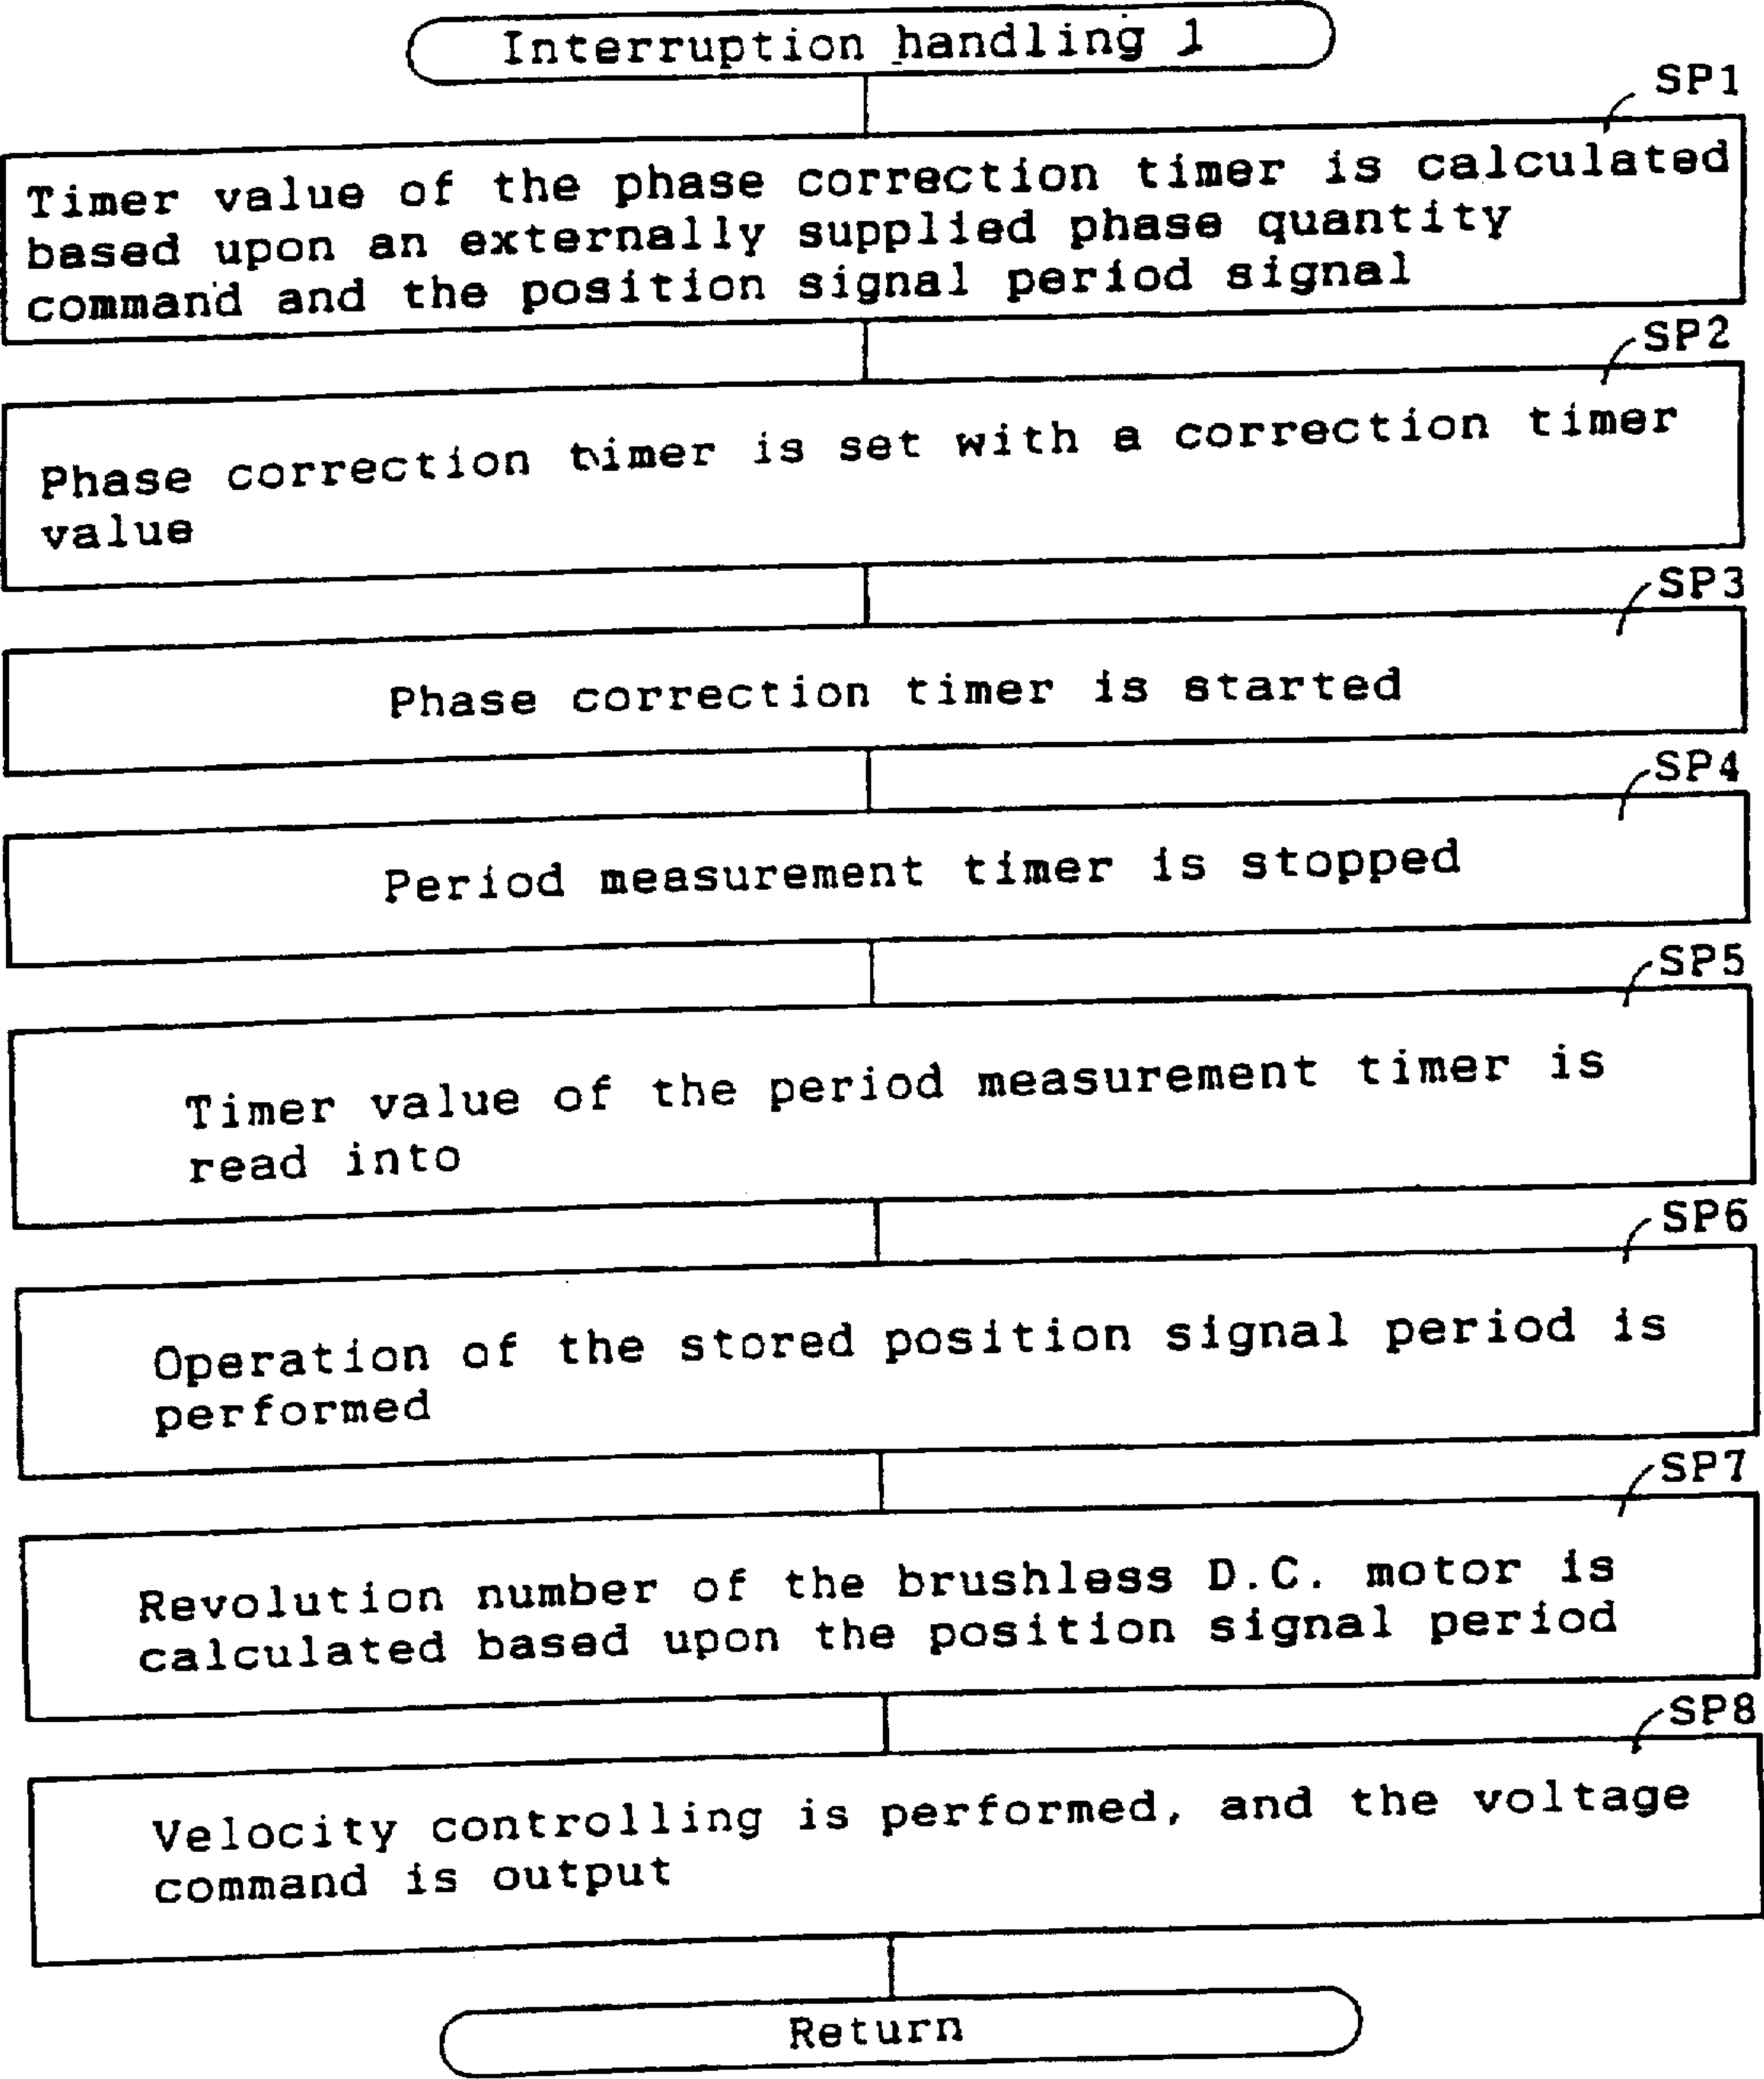 Interruption handling 1
SP1
Timer value of the phase correction timer is calculated
based upon an externally supplied phase quantity
command and the position signal period signal
SP2
Phase correction timer is set with a correction timer
value
SP3
Phase correction timer is started
SP4
Period measurement timer is stopped
SP5
Timer value of the period measurement timer is
read into
SP6
Operation of the stored position signal period is
performed
SP7
Revolution number of the brushless D.C. motor is
calculated based upon the position signal period
SP8
Velocity controlling is performed, and the voltage
command is output
Return